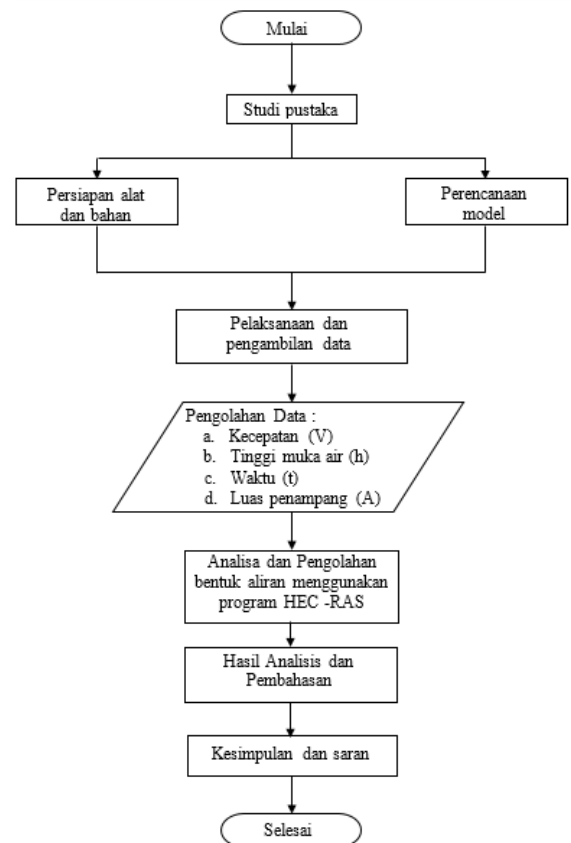 Mulai
Studi pustaka
Persiapan alat
dan bahan
Perencanaan
model
Pelaksanaan dan
pengambilan data
Pengolahan Data :
a. Kecepatan (V)
b. Tinggi muka air (h)
c. Waktu (t)
d. Luas penampang (A)
Analisa dan Pengolahan
bentuk aliran menggunakan
program HEC -RAS
Hasil Analisis dan
Pembahasan
Kesimpulan dan saran
Selesai